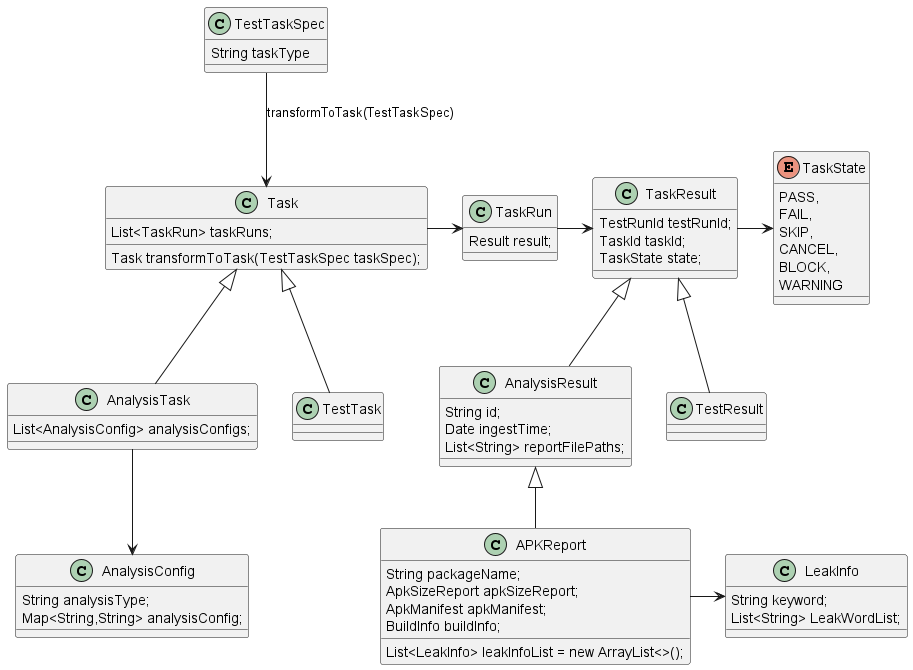 C TestTaskSpec
String taskType
transformToTask(TestTaskSpec)
C Task
List<TaskRun> taskRuns;
Task transformToTask(TestTaskSpec taskSpec);
C TaskRun
Result result;
C TaskResult
TestRunId testRunId;
TaskId taskId;
TaskState state;
E TaskState
PASS,
FAIL,
SKIP,
CANCEL,
BLOCK,
WARNING
C AnalysisTask
List<AnalysisConfig> analysisConfigs;
C TestTask
C AnalysisResult
String id;
Date ingestTime;
List<String> reportFilePaths;
C TestResult
C AnalysisConfig
String analysisType;
Map<String,String> analysisConfig;
C APKReport
String packageName;
ApkSizeReport apkSizeReport;
ApkManifest apkManifest;
BuildInfo buildInfo;
List<LeakInfo> leakInfoList = new ArrayList<>();
C LeakInfo
String keyword;
List<String> LeakWordList;